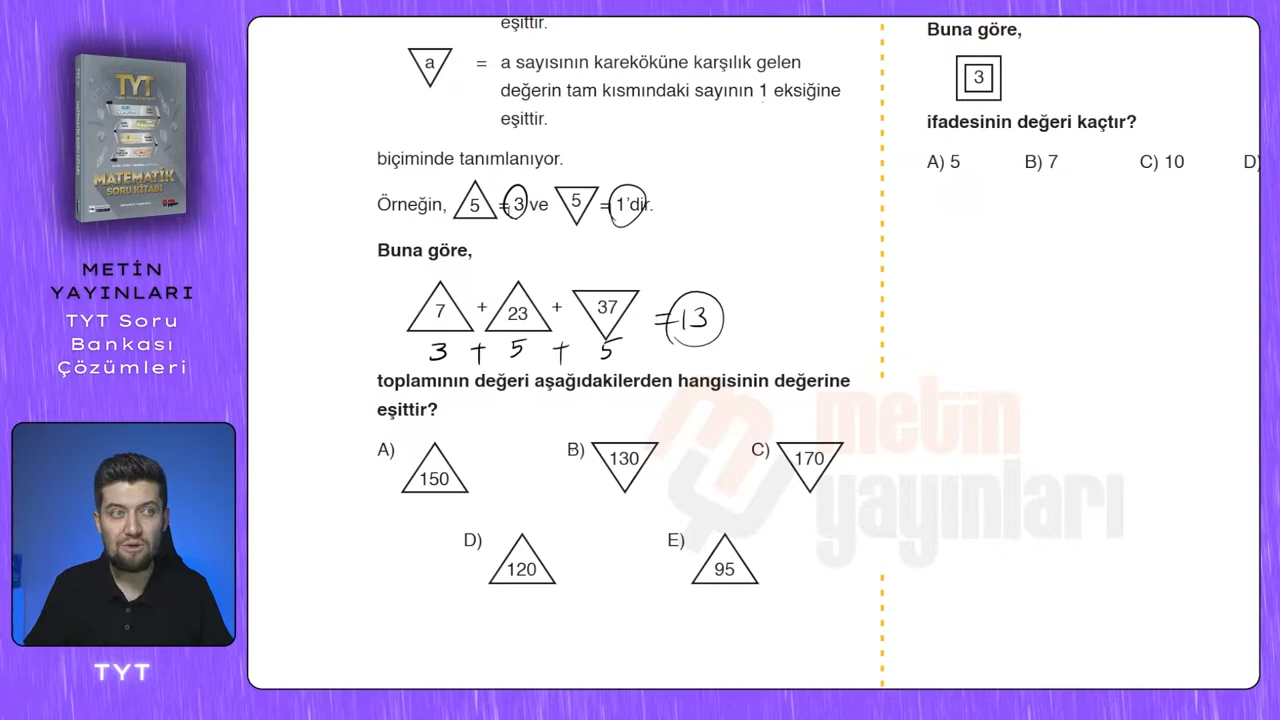 TYT
MATEMATİK
SORU KİTABI
METİN
YAYINLARI
TYT Soru
Bankası
Çözümleri
TYT
eşittir.
a = a sayısının kareköküne karşılık gelen
değerin tam kısmındaki sayının 1 eksiğine
eşittir.
biçiminde tanımlanıyor.
Örneğin, 5 = 3 ve 5 = 1'dir.
Buna göre,
7 + 23 + 37 = 13
3 + 5 + 5
toplamının değeri aşağıdakilerden hangisinin değerine
eşittir?
A) 150 B) 130 C) 170
D) 120 E) 95
metin
yayınları
Buna göre,
3
ifadesinin değeri kaçtır?
A) 5 B) 7 C) 10 D)